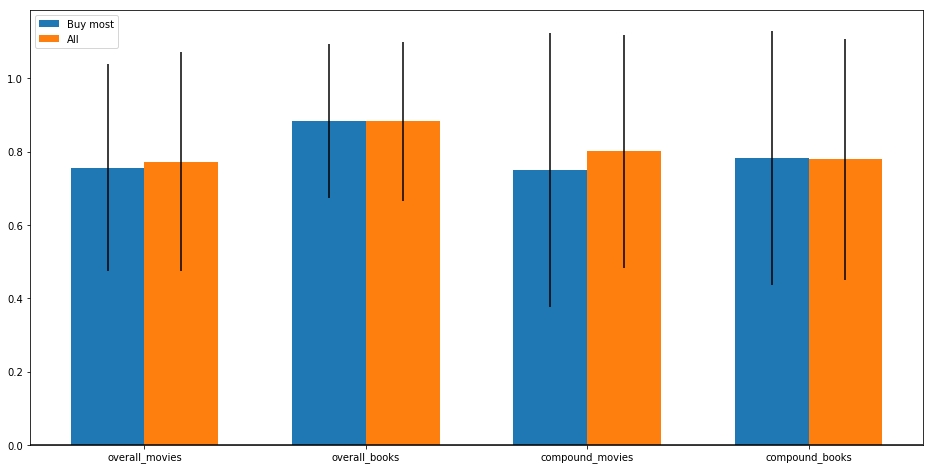 Buy most
All
1.0
0.8
0.6
0.4
0.2
0.0
overall_movies
overall_books
compound_movies
compound_books